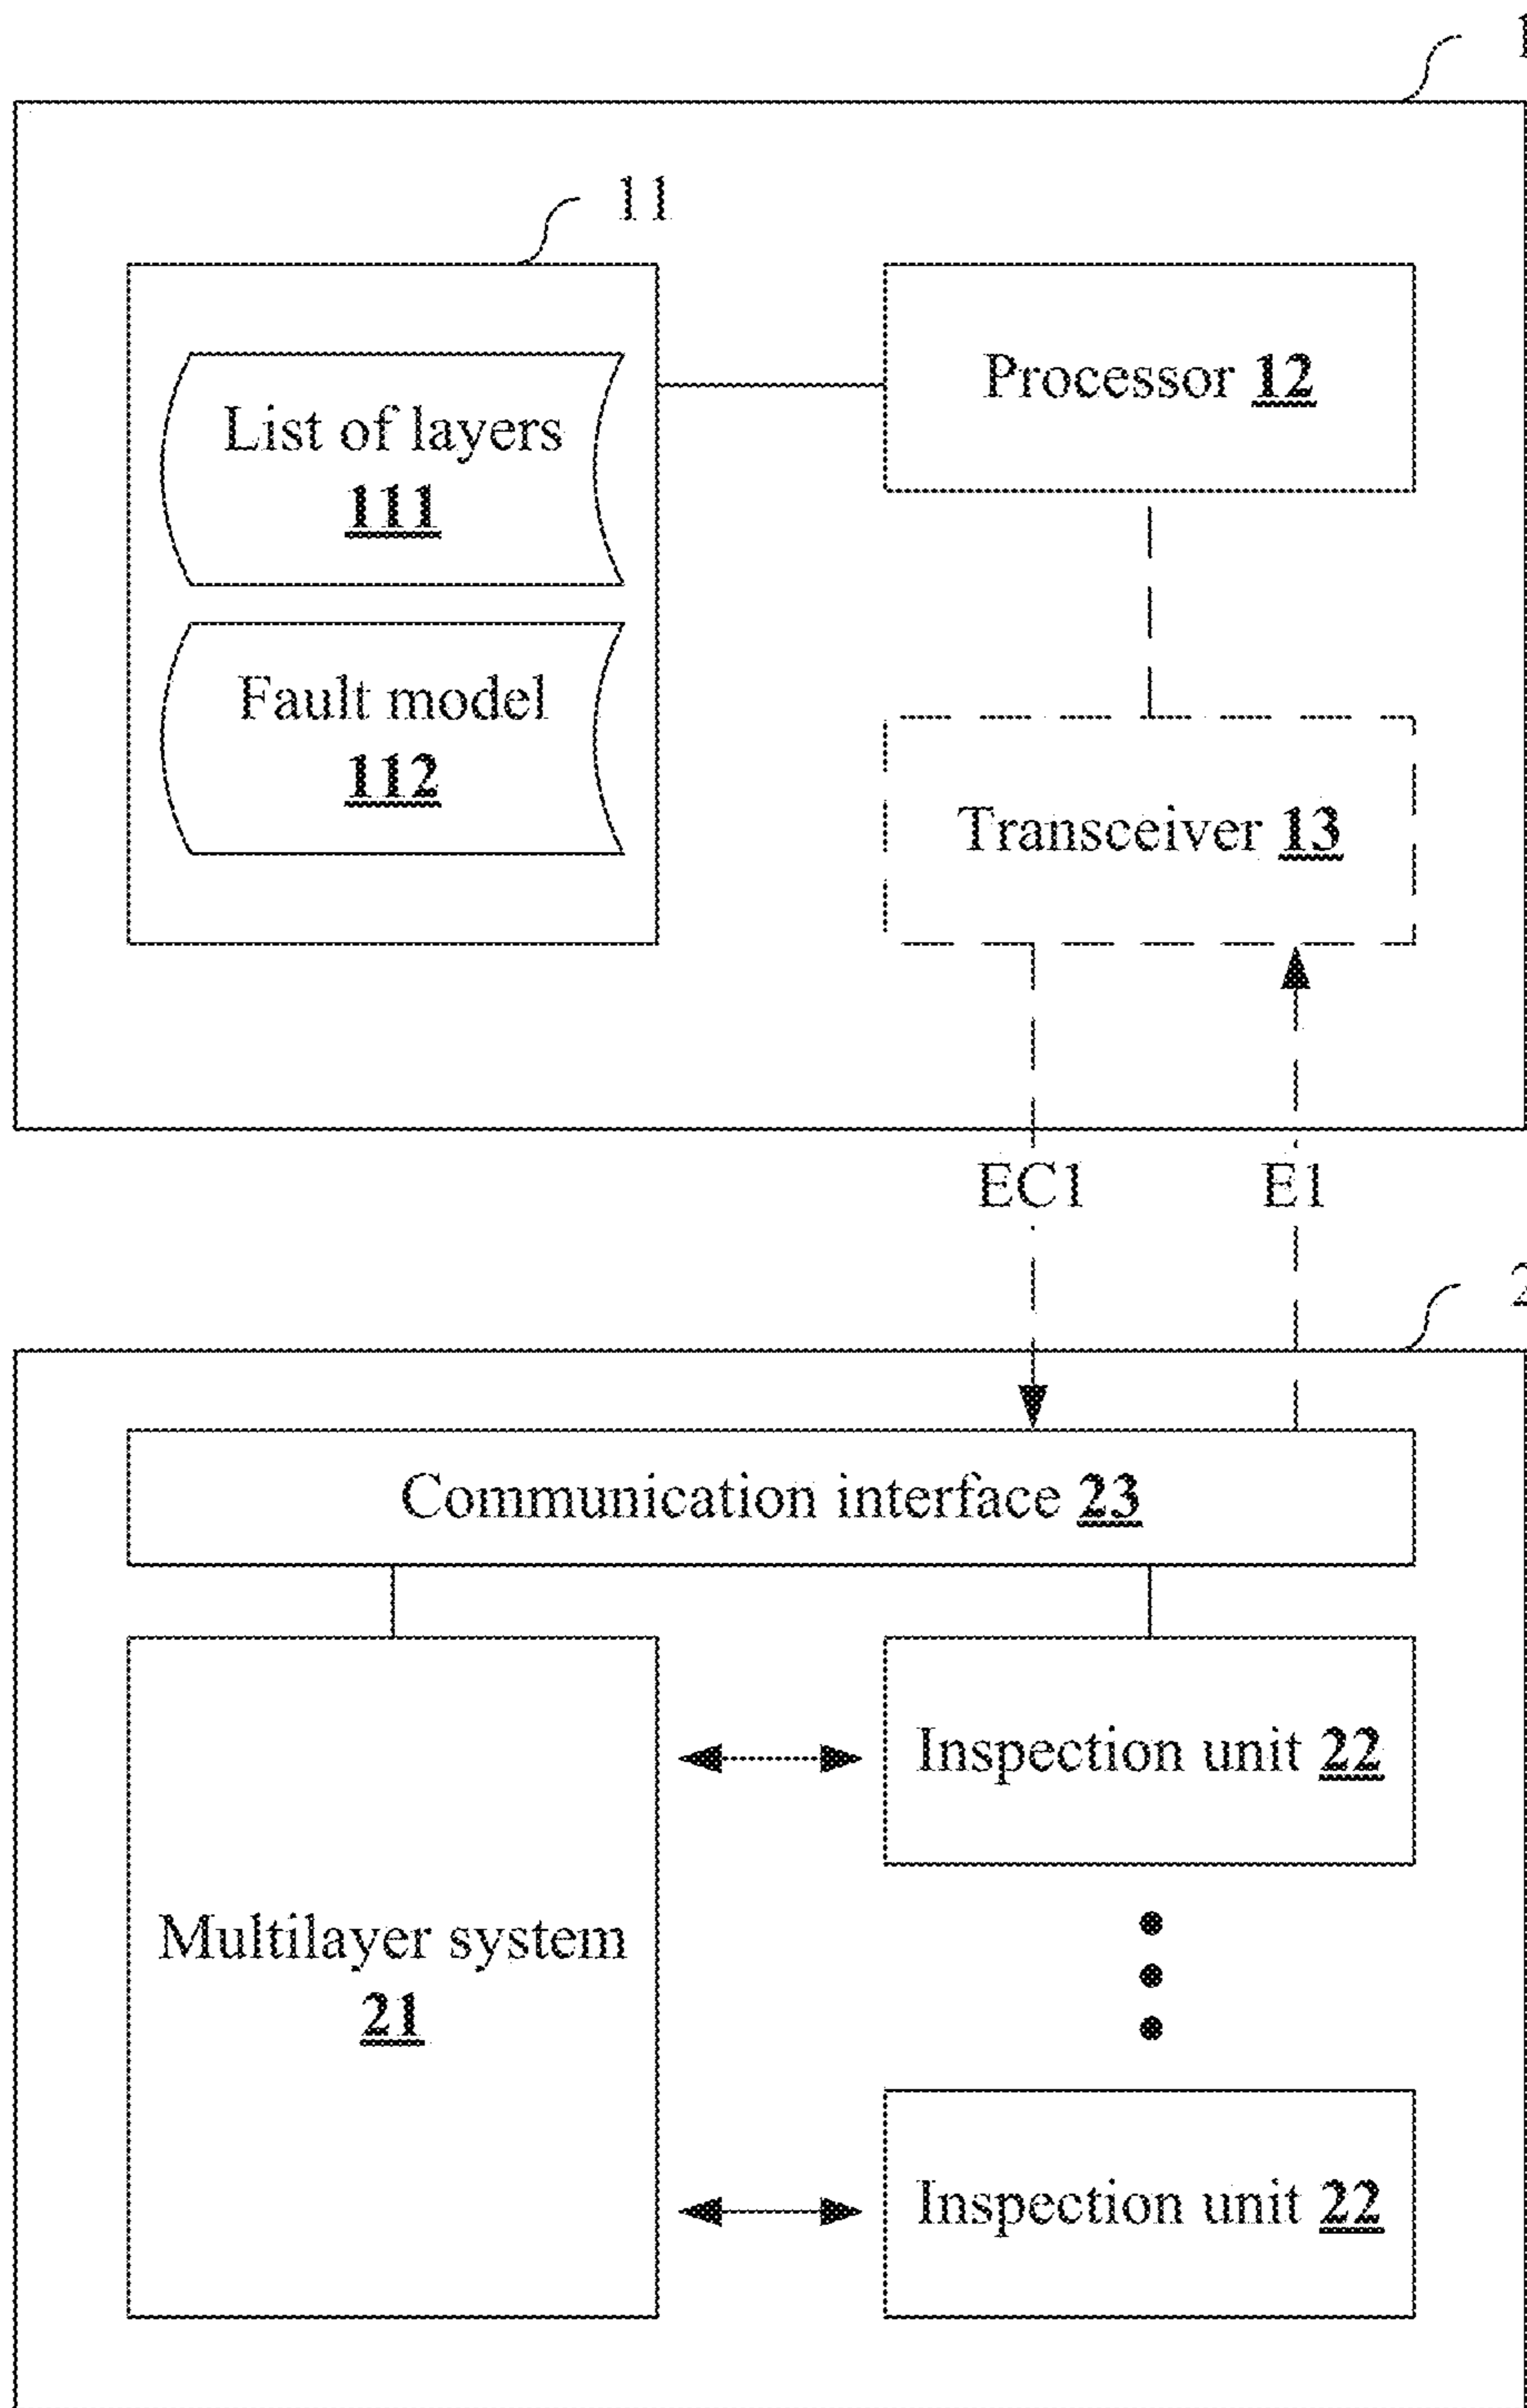 1
11
List of layers
111
Processor 12
Fault model
112
Transceiver 13
EC1
E1
2
Communication interface 23
Inspection unit 22
Multilayer system
21
Inspection unit 22